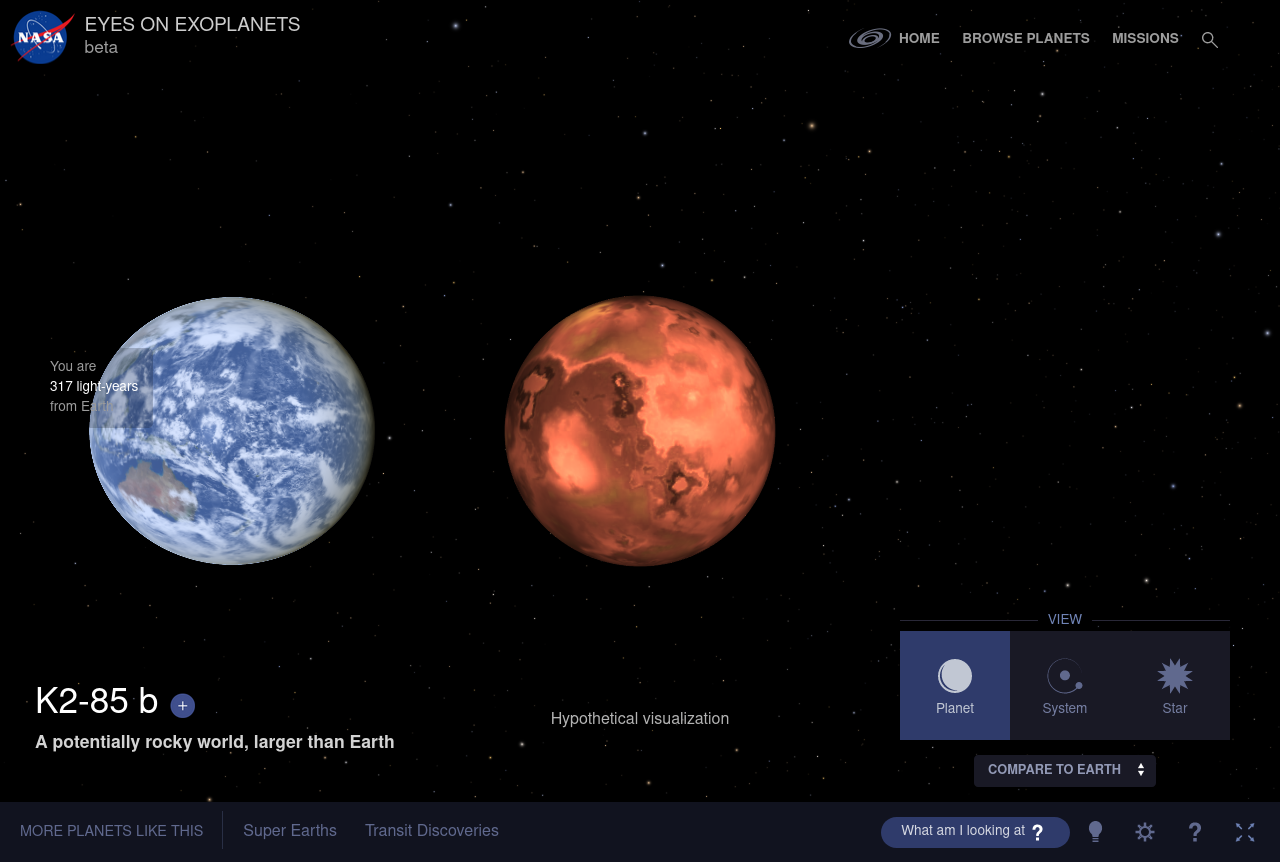 NASA
EYES ON EXOPLANETS
beta
HOME
BROWSE PLANETS
MISSIONS
You are
317 light-years
from Earth
K2-85 b +
A potentially rocky world, larger than Earth
Hypothetical visualization
VIEW
Planet
System
Star
COMPARE TO EARTH
MORE PLANETS LIKE THIS
Super Earths
Transit Discoveries
What am I looking at ?
?